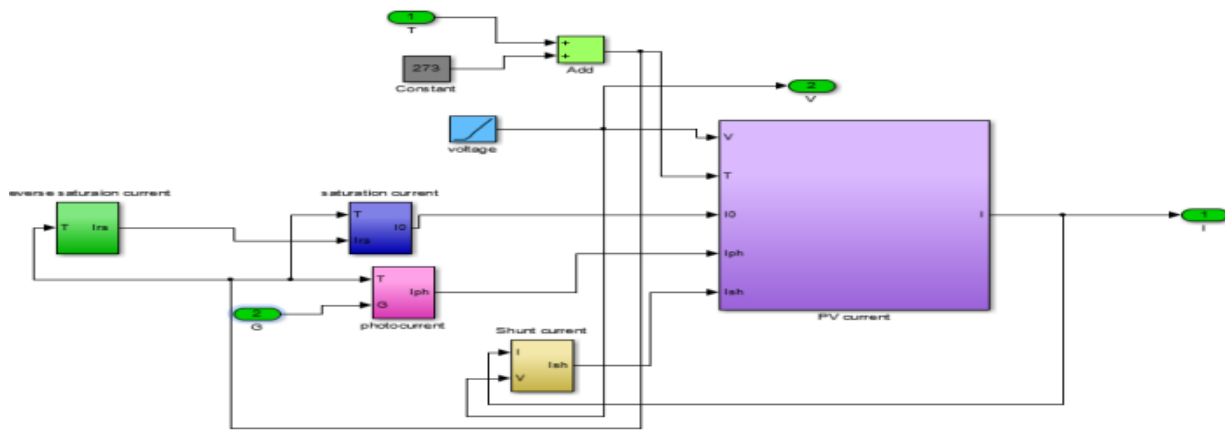 1
T
+
+
273
Add
Constant
2
V
voltage
V
T
I0
Iph
Ish
I
PV current
1
I
everse saturaion current
T
Irs
saturation current
T
Irs
I0
T
G
Iph
photocurrent
2
G
Shunt current
I
V
Ish